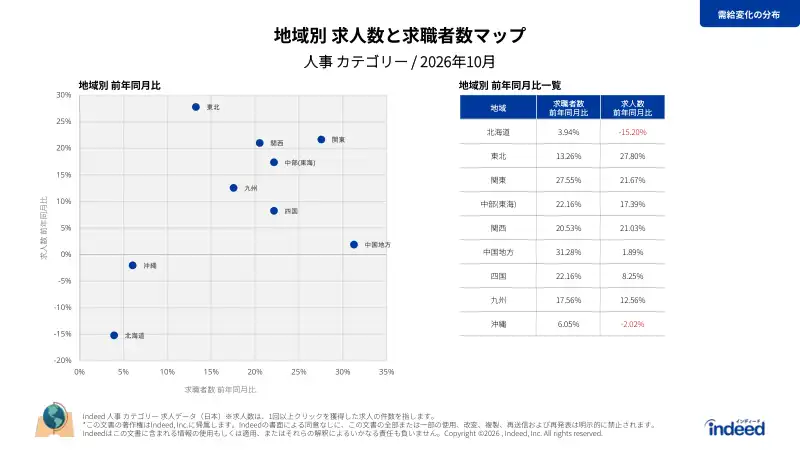 需給変化の分布
地域別 求人数と求職者数マップ
人事 カテゴリー / 2026年10月
地域別 前年同月比
30%
25%
20%
15%
10%
5%
0%
-5%
-10%
-15%
-20%
0%
5%
10%
15%
20%
25%
30%
35%
求人数 前年同月比
求職者数 前年同月比
東北
関西
関東
中部(東海)
九州
四国
中国地方
沖縄
北海道
地域別 前年同月比一覧
地域 求職者数 前年同月比 求人数 前年同月比
北海道 3.94% -15.20%
東北 13.26% 27.80%
関東 27.55% 21.67%
中部(東海) 22.16% 17.39%
関西 20.53% 21.03%
中国地方 31.28% 1.89%
四国 22.16% 8.25%
九州 17.56% 12.56%
沖縄 6.05% -2.02%
Indeed 人事 カテゴリー 求人データ（日本）※求人数は、1回以上クリックを獲得した求人の件数を指します。
*この文書の著作権はIndeed, Inc.に帰属します。Indeedの書面による同意なしに、この文書の全部または一部の使用、改変、複製、再送信および再発表は明示的に禁止されます。
Indeedはこの文書に含まれる情報の使用もしくは適用、またはそれらの解釈によるいかなる責任も負いません。Copyright ©2026 , Indeed, Inc. All rights reserved.
インディード
indeed